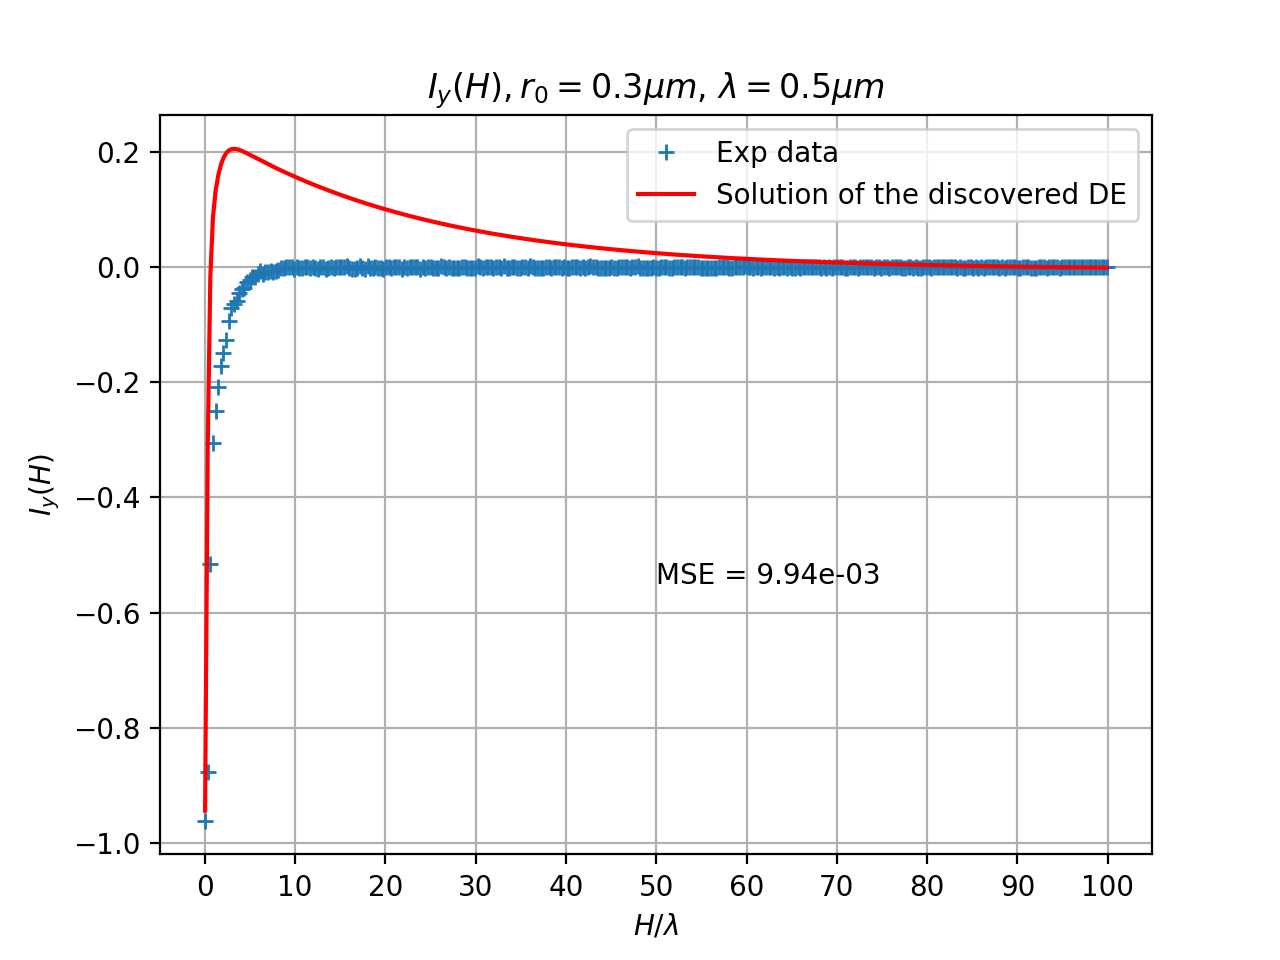 I_y(H), r_0 = 0.3μm, λ = 0.5μm
Exp data
Solution of the discovered DE
0.2
0.0
−0.2
−0.4
−0.6
−0.8
−1.0
I_y(H)
MSE = 9.94e-03
0 10 20 30 40 50 60 70 80 90 100
H/λ